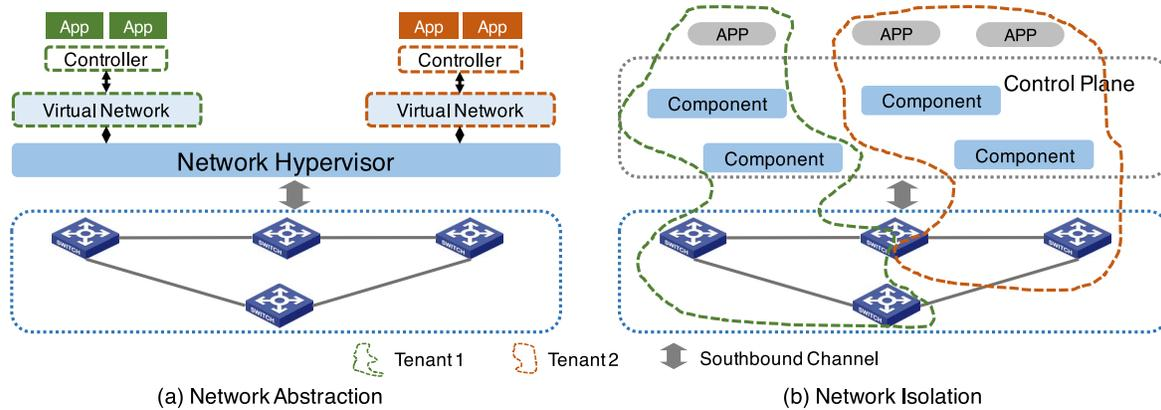 App App
Controller
Virtual Network
App App
Controller
Virtual Network
Network Hypervisor
SWITCH
SWITCH
SWITCH
SWITCH
APP
APP
APP
Control Plane
Component
Component
Component
Component
SWITCH
SWITCH
SWITCH
SWITCH
Tenant 1
Tenant 2
Southbound Channel
(a) Network Abstraction
(b) Network Isolation